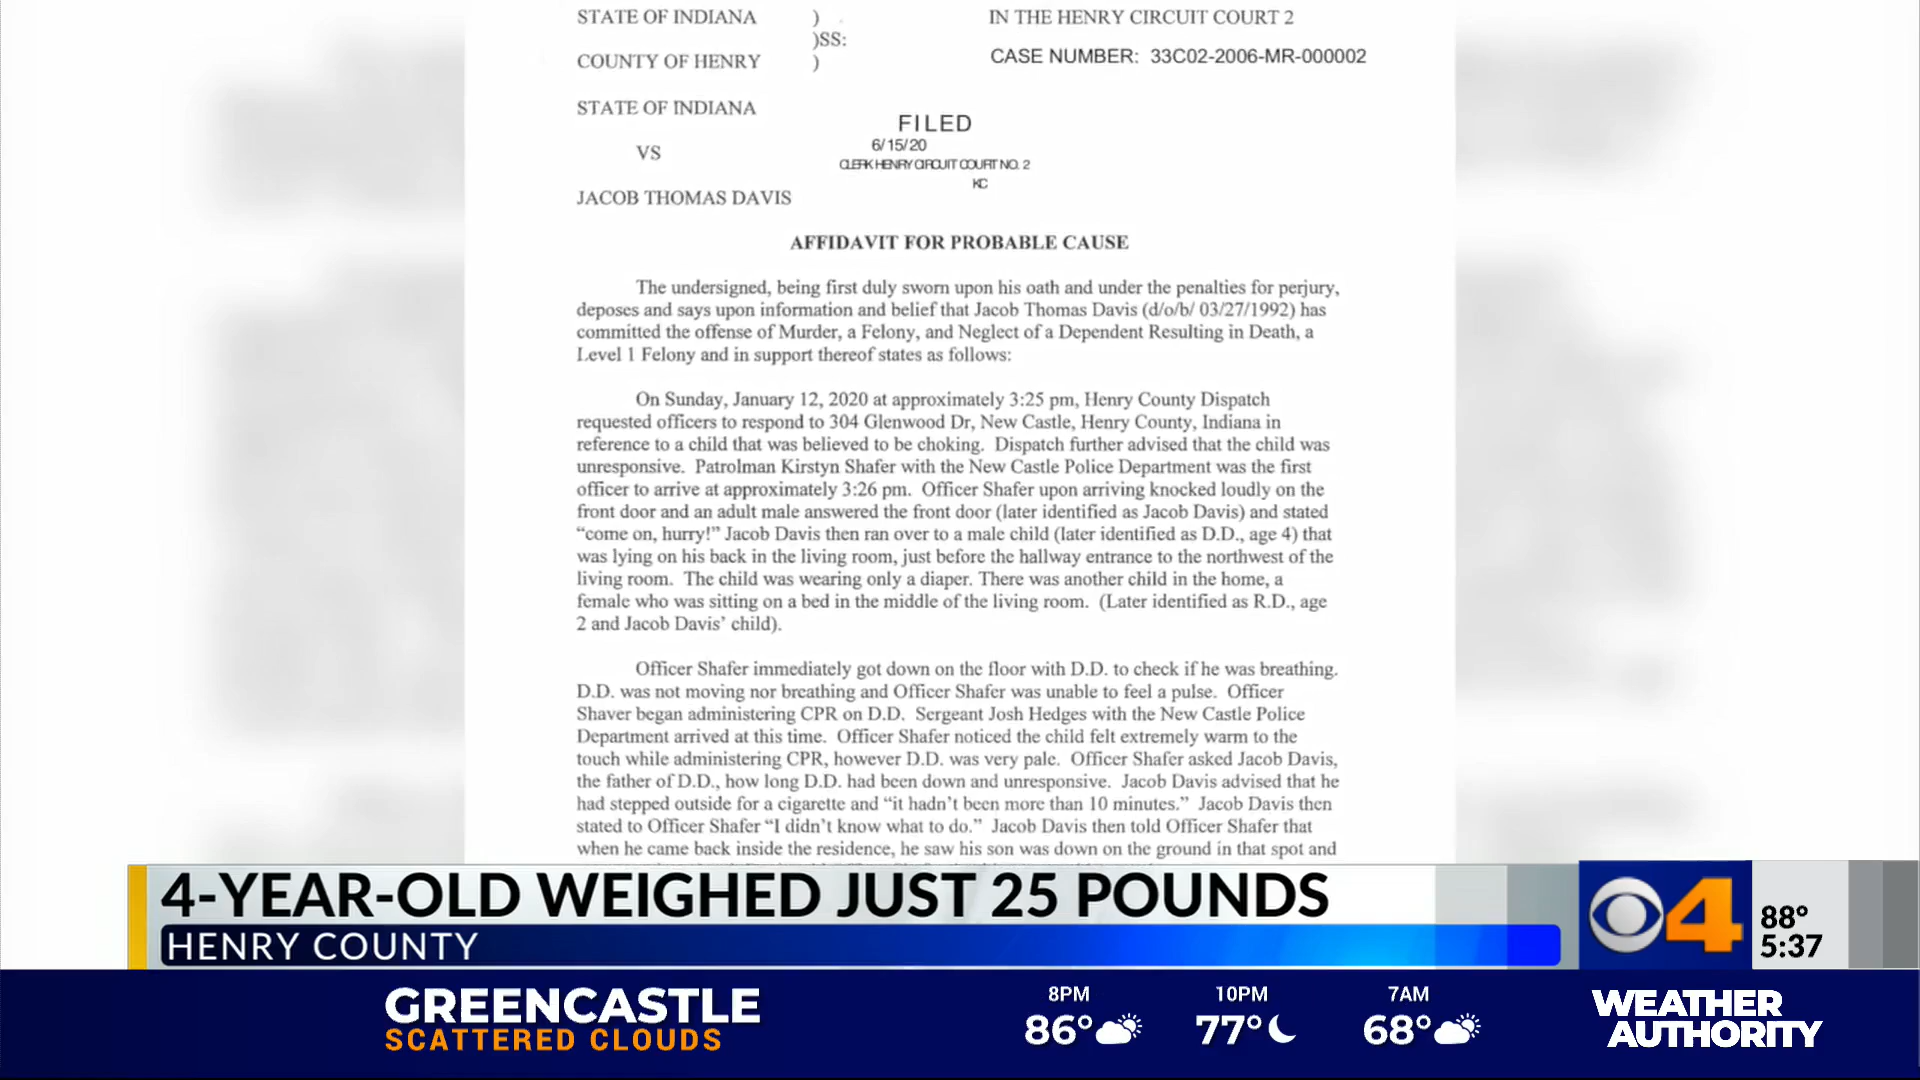 STATE OF INDIANA ) IN THE HENRY CIRCUIT COURT 2
)SS:
COUNTY OF HENRY ) CASE NUMBER: 33C02-2006-MR-000002
STATE OF INDIANA
FILED
6/15/20
VS
CLERK HENRY CIRCUIT COURT NO. 2
KC
JACOB THOMAS DAVIS
AFFIDAVIT FOR PROBABLE CAUSE
The undersigned, being first duly sworn upon his oath and under the penalties for perjury,
deposes and says upon information and belief that Jacob Thomas Davis (d/o/b/ 03/27/1992) has
committed the offense of Murder, a Felony, and Neglect of a Dependent Resulting in Death, a
Level 1 Felony and in support thereof states as follows:
On Sunday, January 12, 2020 at approximately 3:25 pm, Henry County Dispatch
requested officers to respond to 304 Glenwood Dr, New Castle, Henry County, Indiana in
reference to a child that was believed to be choking. Dispatch further advised that the child was
unresponsive. Patrolman Kirstyn Shafer with the New Castle Police Department was the first
officer to arrive at approximately 3:26 pm. Officer Shafer upon arriving knocked loudly on the
front door and an adult male answered the front door (later identified as Jacob Davis) and stated
“come on, hurry!” Jacob Davis then ran over to a male child (later identified as D.D., age 4) that
was lying on his back in the living room, just before the hallway entrance to the northwest of the
living room. The child was wearing only a diaper. There was another child in the home, a
female who was sitting on a bed in the middle of the living room. (Later identified as R.D., age
2 and Jacob Davis’ child).
Officer Shafer immediately got down on the floor with D.D. to check if he was breathing.
D.D. was not moving nor breathing and Officer Shafer was unable to feel a pulse. Officer
Shaver began administering CPR on D.D. Sergeant Josh Hedges with the New Castle Police
Department arrived at this time. Officer Shafer noticed the child felt extremely warm to the
touch while administering CPR, however D.D. was very pale. Officer Shafer asked Jacob Davis,
the father of D.D., how long D.D. had been down and unresponsive. Jacob Davis advised that he
had stepped outside for a cigarette and “it hadn’t been more than 10 minutes.” Jacob Davis then
stated to Officer Shafer “I didn’t know what to do.” Jacob Davis then told Officer Shafer that
when he came back inside the residence, he saw his son was down on the ground in that spot and
4-YEAR-OLD WEIGHED JUST 25 POUNDS
HENRY COUNTY
4
88°
5:37
GREENCASTLE
SCATTERED CLOUDS
8PM 10PM 7AM
86° 77° 68°
WEATHER
AUTHORITY